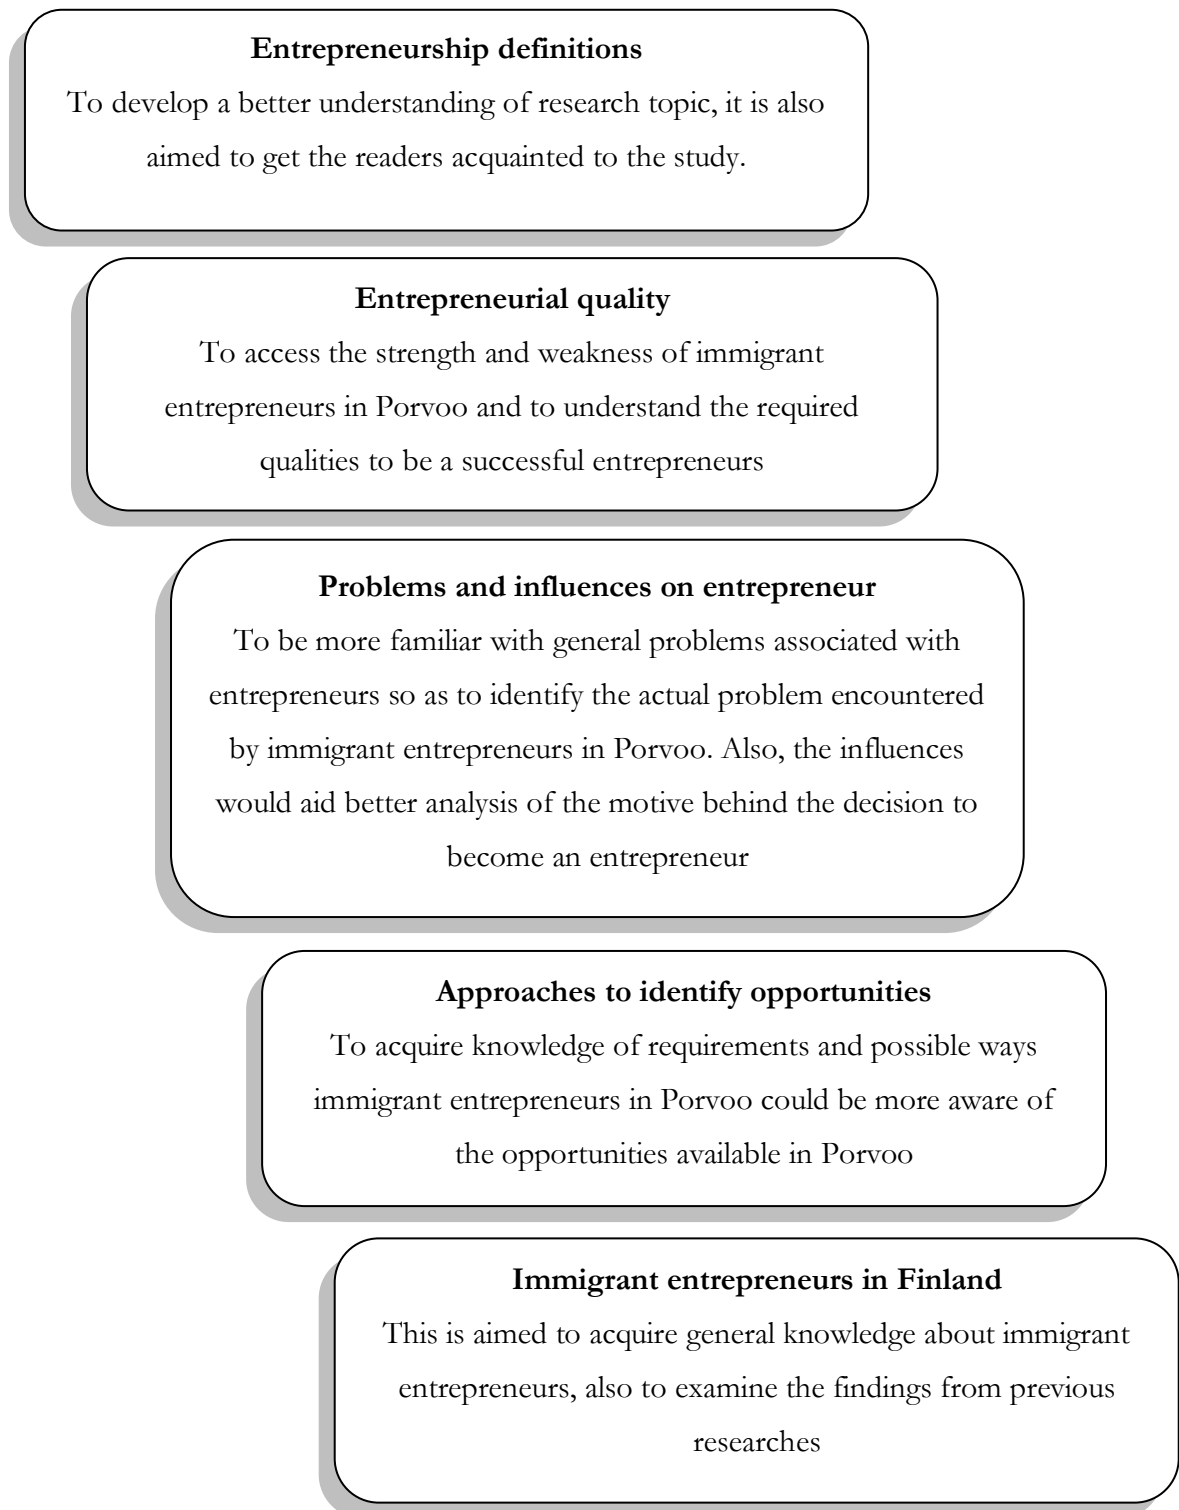 Entrepreneurship definitions
To develop a better understanding of research topic, it is also
aimed to get the readers acquainted to the study.
Entrepreneurial quality
To access the strength and weakness of immigrant
entrepreneurs in Porvoo and to understand the required
qualities to be a successful entrepreneurs
Problems and influences on entrepreneur
To be more familiar with general problems associated with
entrepreneurs so as to identify the actual problem encountered
by immigrant entrepreneurs in Porvoo. Also, the influences
would aid better analysis of the motive behind the decision to
become an entrepreneur
Approaches to identify opportunities
To acquire knowledge of requirements and possible ways
immigrant entrepreneurs in Porvoo could be more aware of
the opportunities available in Porvoo
Immigrant entrepreneurs in Finland
This is aimed to acquire general knowledge about immigrant
entrepreneurs, also to examine the findings from previous
researches